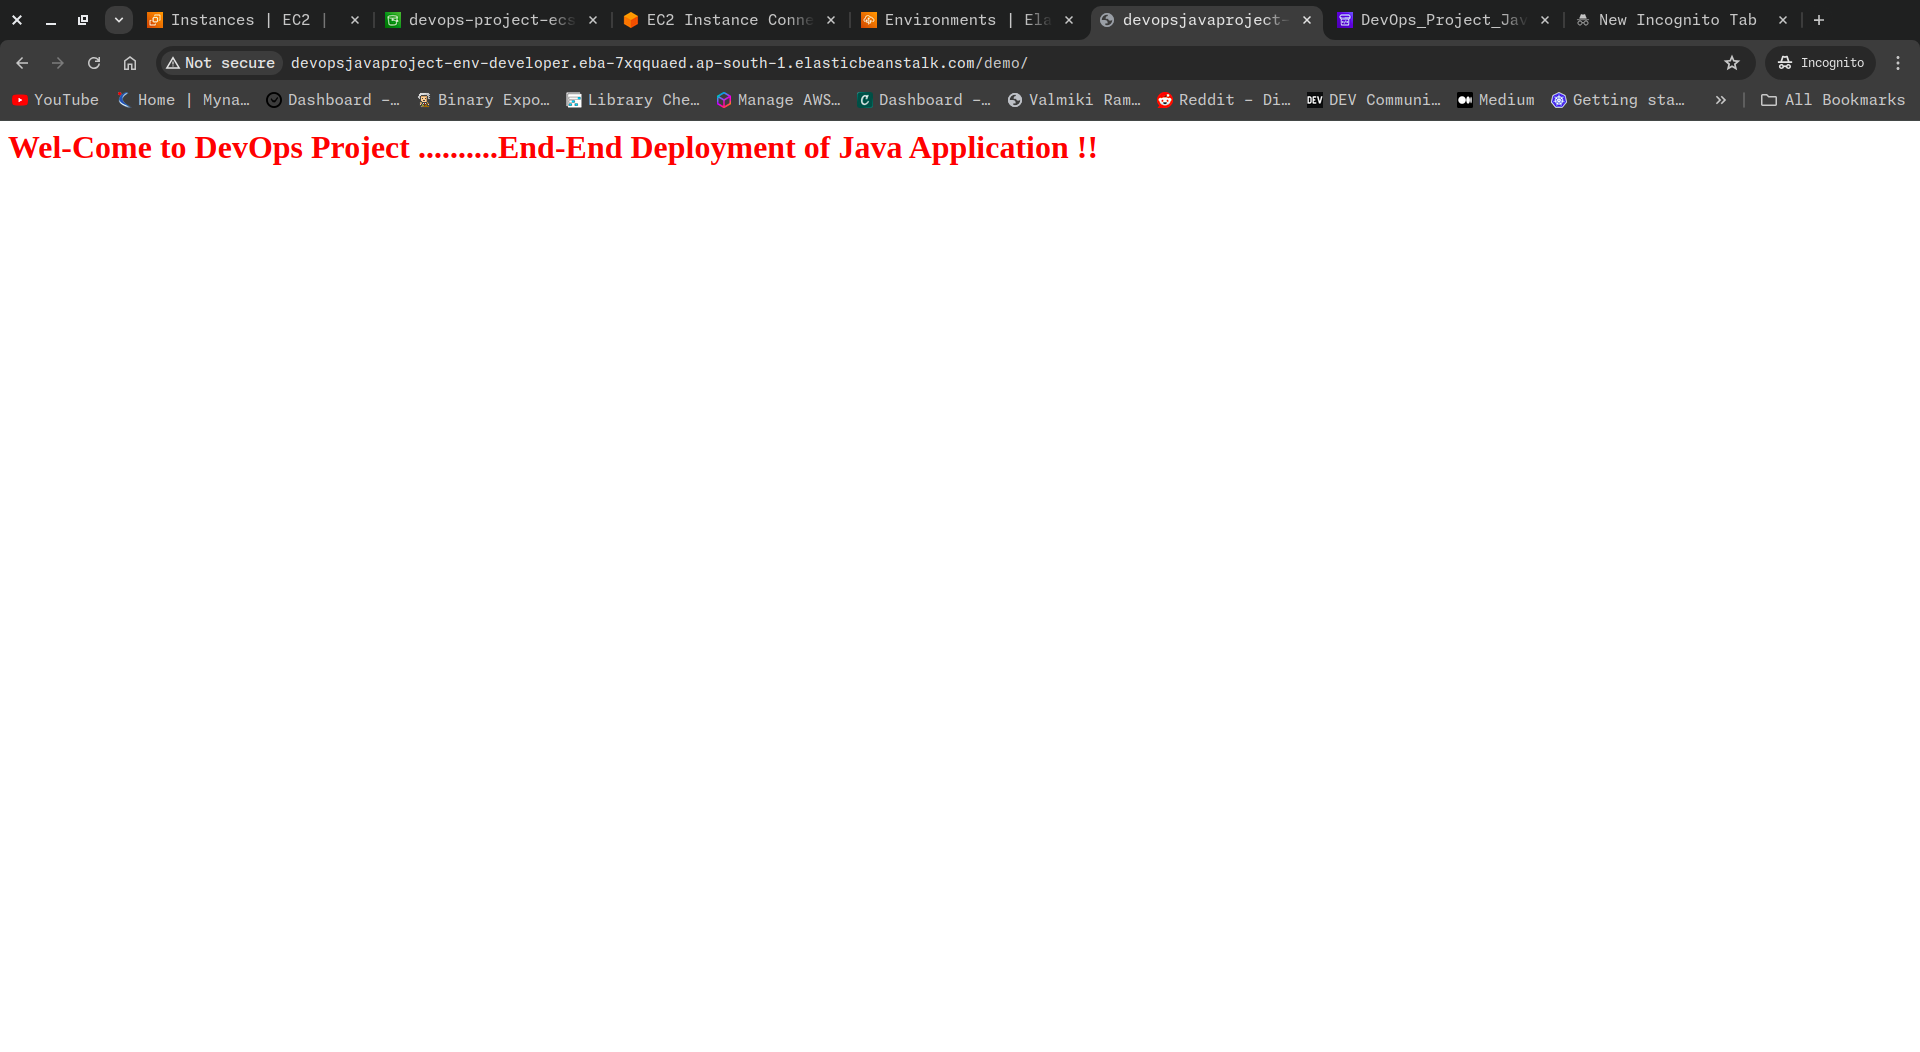 Instances | EC2 |
devops-project-ecs
EC2 Instance Conne
Environments | Ela
devopsjavaproject-
DevOps_Project_Jav
New Incognito Tab
Not secure devopsjavaproject-env-developer.eba-7xqquaed.ap-south-1.elasticbeanstalk.com/demo/
Incognito
YouTube
Home | Myna…
Dashboard –…
Binary Expo…
Library Che…
Manage AWS…
Dashboard –…
Valmiki Ram…
Reddit – Di…
DEV DEV Communi…
Medium
Getting sta…
All Bookmarks
Wel-Come to DevOps Project ..........End-End Deployment of Java Application !!